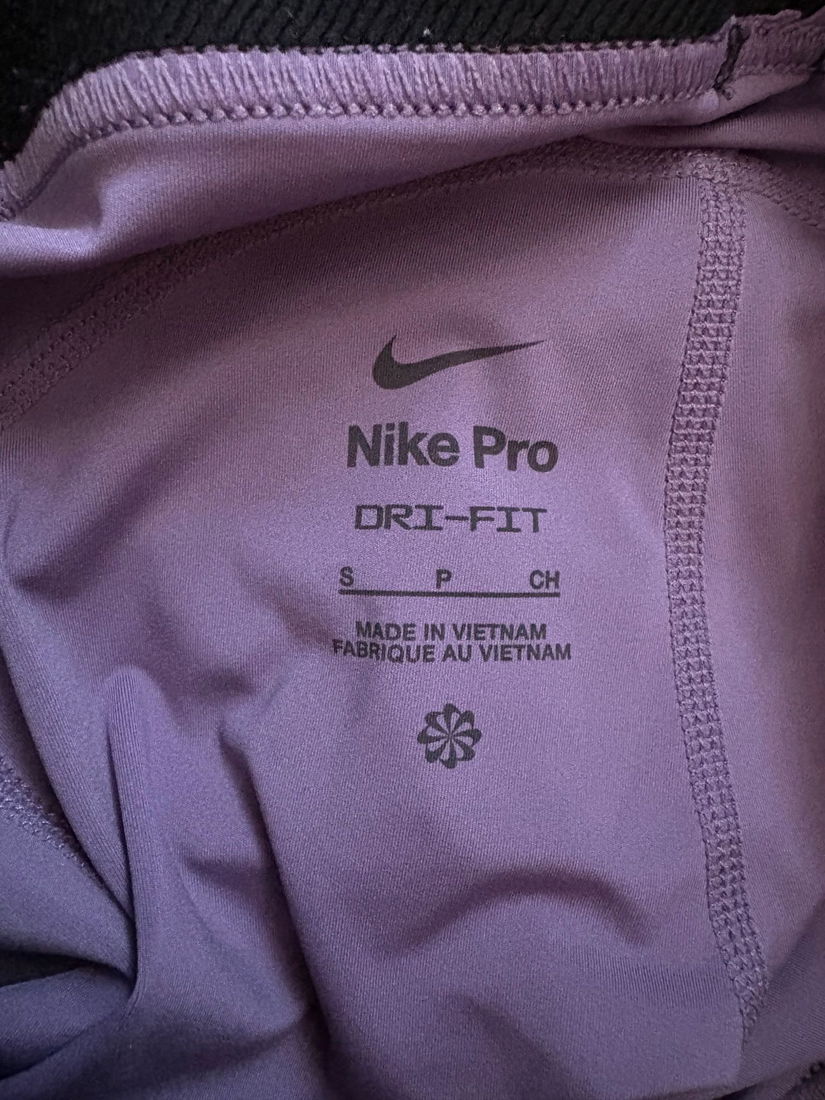 Nike Pro
DRI-FIT
S P CH
MADE IN VIETNAM
FABRIQUE AU VIETNAM